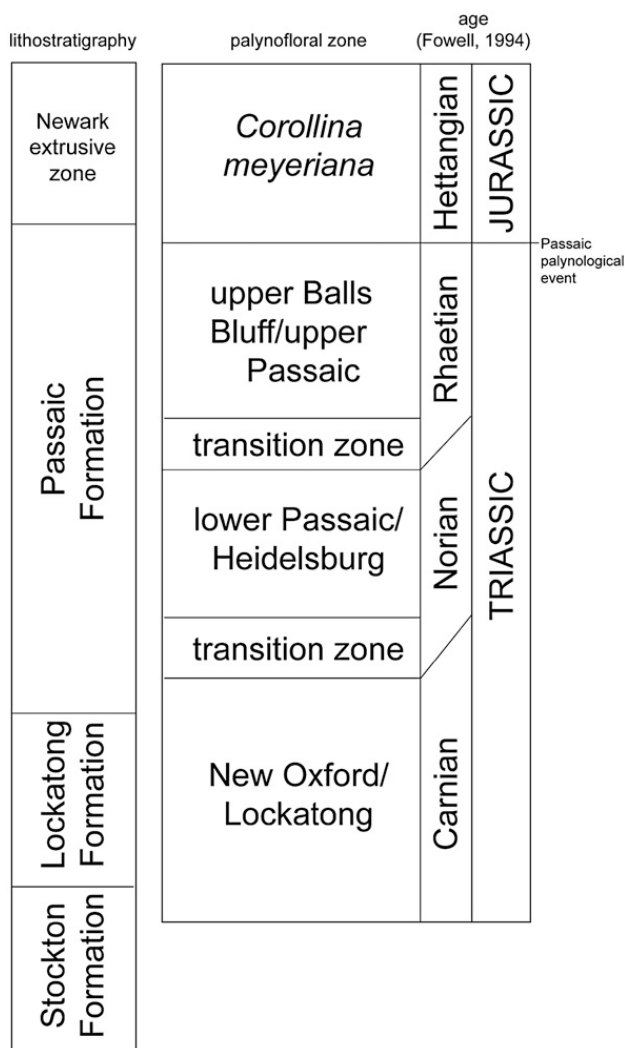 lithostratigraphy
palynofloral zone
age
(Fowell, 1994)
Newark
extrusive
zone
Passaic
Formation
Lockatong
Formation
Stockton
Formation
Corollina
meyeriana
upper Balls
Bluff/upper
Passaic
transition zone
lower Passaic/
Heidelsburg
transition zone
New Oxford/
Lockatong
Hettangian
Rhaetian
Norian
Carnian
JURASSIC
TRIASSIC
Passaic
palynological
event